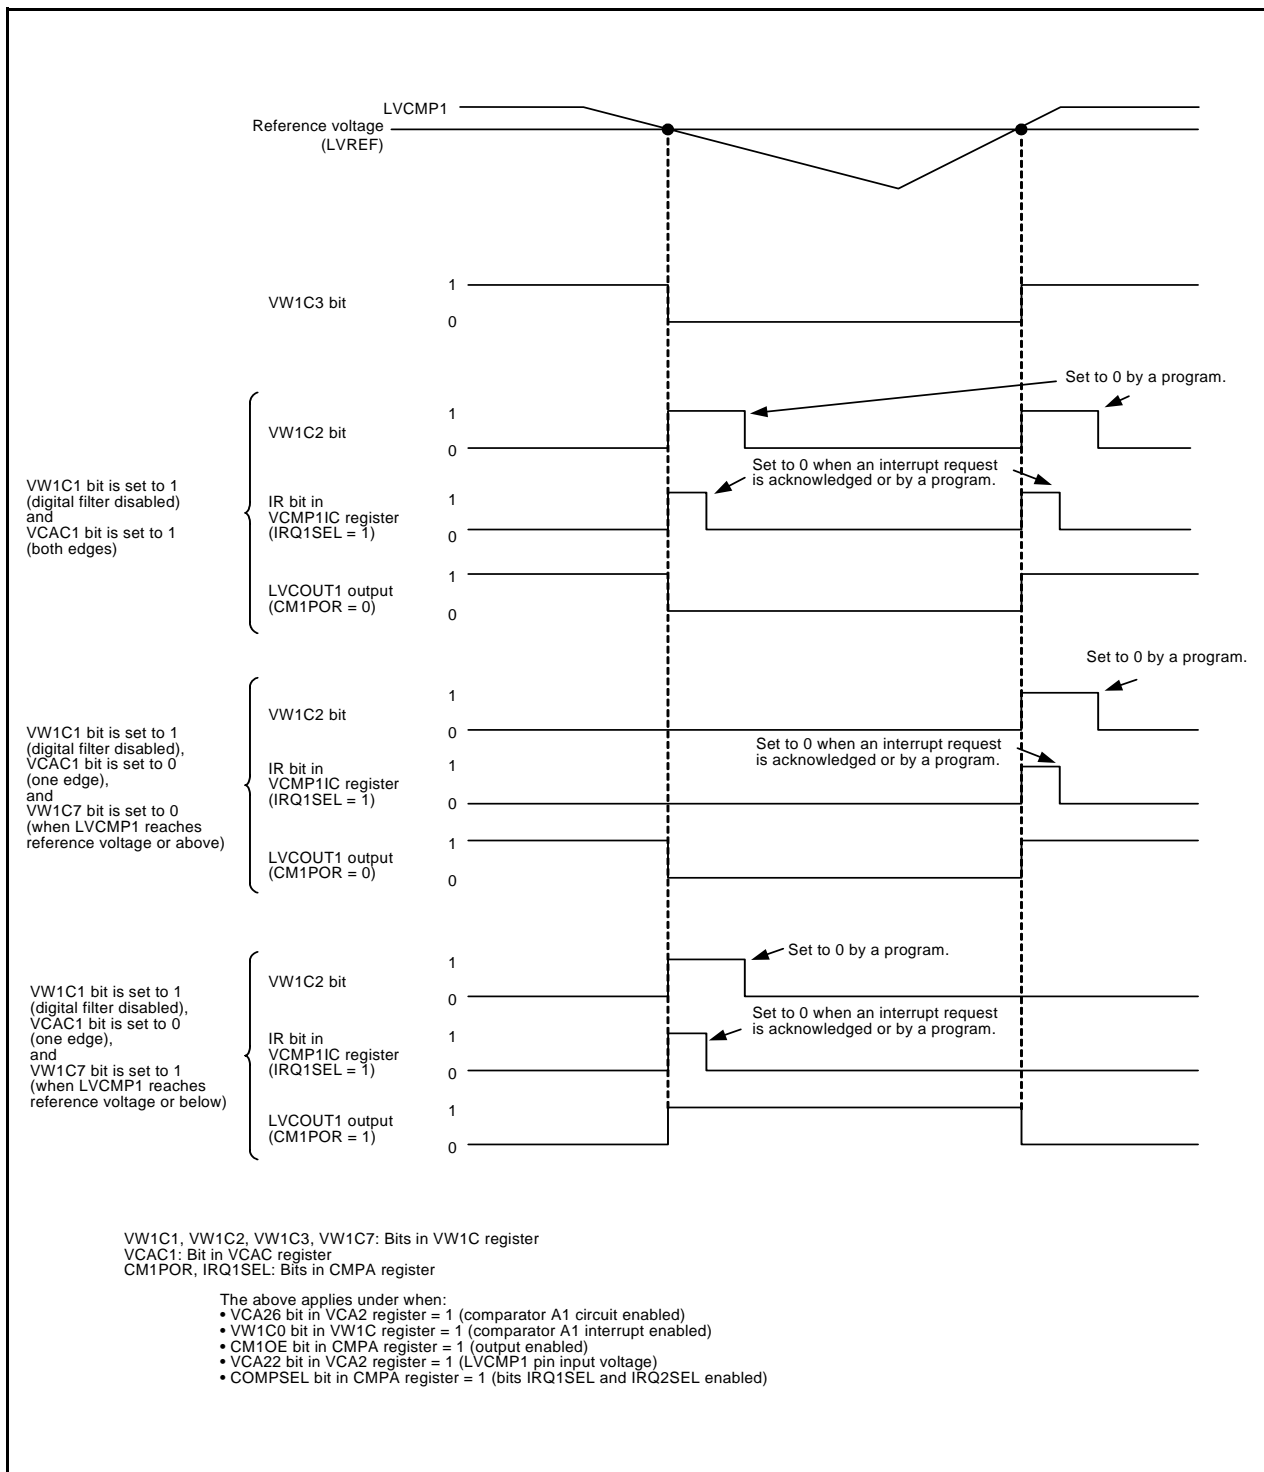 LVCMP1
Reference voltage
(LVREF)
VW1C3 bit
1
0
Set to 0 by a program.
VW1C1 bit is set to 1
(digital filter disabled)
and
VCAC1 bit is set to 1
(both edges)
VW1C2 bit
1
0
Set to 0 when an interrupt request
is acknowledged or by a program.
IR bit in
VCMP1IC register
(IRQ1SEL = 1)
1
0
LVCOUT1 output
(CM1POR = 0)
1
0
Set to 0 by a program.
VW1C1 bit is set to 1
(digital filter disabled),
VCAC1 bit is set to 0
(one edge),
and
VW1C7 bit is set to 0
(when LVCMP1 reaches
reference voltage or above)
VW1C2 bit
1
0
Set to 0 when an interrupt request
is acknowledged or by a program.
IR bit in
VCMP1IC register
(IRQ1SEL = 1)
1
0
LVCOUT1 output
(CM1POR = 0)
1
0
Set to 0 by a program.
VW1C1 bit is set to 1
(digital filter disabled),
VCAC1 bit is set to 0
(one edge),
and
VW1C7 bit is set to 1
(when LVCMP1 reaches
reference voltage or below)
VW1C2 bit
1
0
Set to 0 when an interrupt request
is acknowledged or by a program.
IR bit in
VCMP1IC register
(IRQ1SEL = 1)
1
0
LVCOUT1 output
(CM1POR = 1)
1
0
VW1C1, VW1C2, VW1C3, VW1C7: Bits in VW1C register
VCAC1: Bit in VCAC register
CM1POR, IRQ1SEL: Bits in CMPA register
The above applies under when:
• VCA26 bit in VCA2 register = 1 (comparator A1 circuit enabled)
• VW1C0 bit in VW1C register = 1 (comparator A1 interrupt enabled)
• CM1OE bit in CMPA register = 1 (output enabled)
• VCA22 bit in VCA2 register = 1 (LVCMP1 pin input voltage)
• COMPSEL bit in CMPA register = 1 (bits IRQ1SEL and IRQ2SEL enabled)